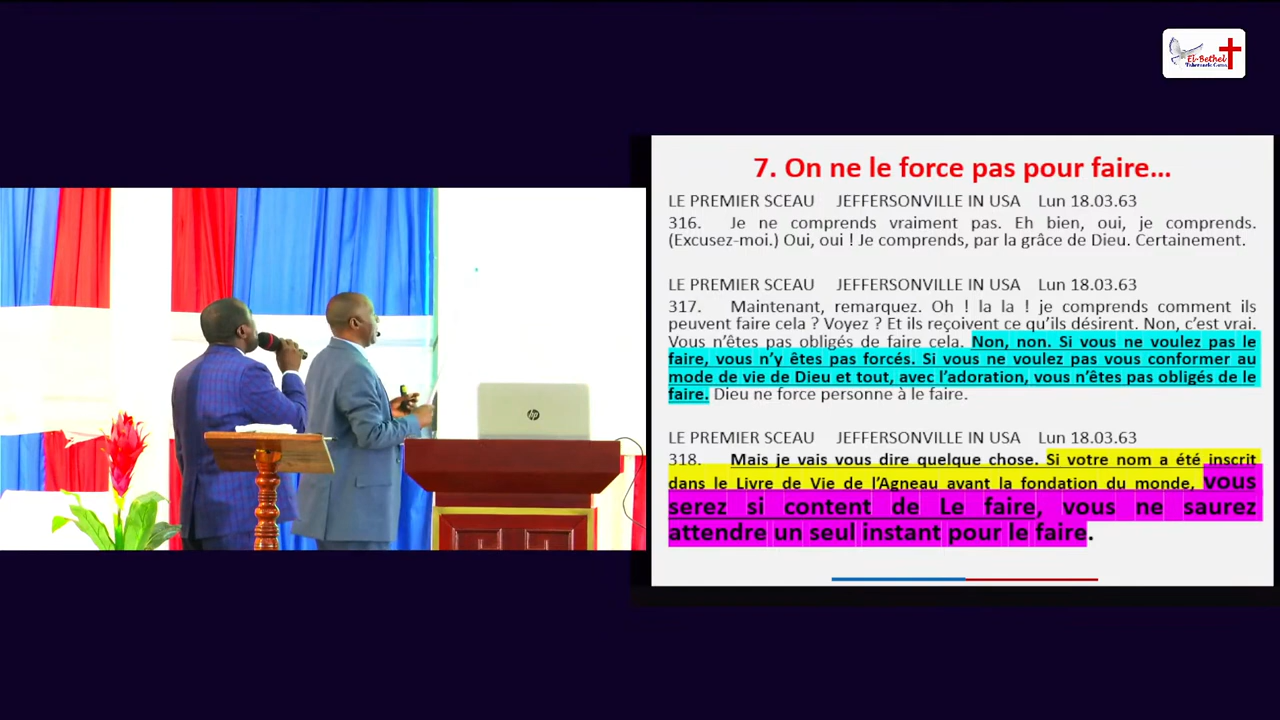 El-Bethel
Tabernacle Goma
7. On ne le force pas pour faire…
LE PREMIER SCEAU JEFFERSONVILLE IN USA Lun 18.03.63
316. Je ne comprends vraiment pas. Eh bien, oui, je comprends.
(Excusez-moi.) Oui, oui ! Je comprends, par la grâce de Dieu. Certainement.
LE PREMIER SCEAU JEFFERSONVILLE IN USA Lun 18.03.63
317. Maintenant, remarquez. Oh ! la la ! je comprends comment ils
peuvent faire cela ? Voyez ? Et ils reçoivent ce qu’ils désirent. Non, c’est vrai.
Vous n’êtes pas obligés de faire cela. Non, non. Si vous ne voulez pas le
faire, vous n’y êtes pas forcés. Si vous ne voulez pas vous conformer au
mode de vie de Dieu et tout, avec l’adoration, vous n’êtes pas obligés de le
faire. Dieu ne force personne à le faire.
LE PREMIER SCEAU JEFFERSONVILLE IN USA Lun 18.03.63
318. Mais je vais vous dire quelque chose. Si votre nom a été inscrit
dans le Livre de Vie de l’Agneau avant la fondation du monde, vous
serez si content de Le faire, vous ne saurez
attendre un seul instant pour le faire.
hp